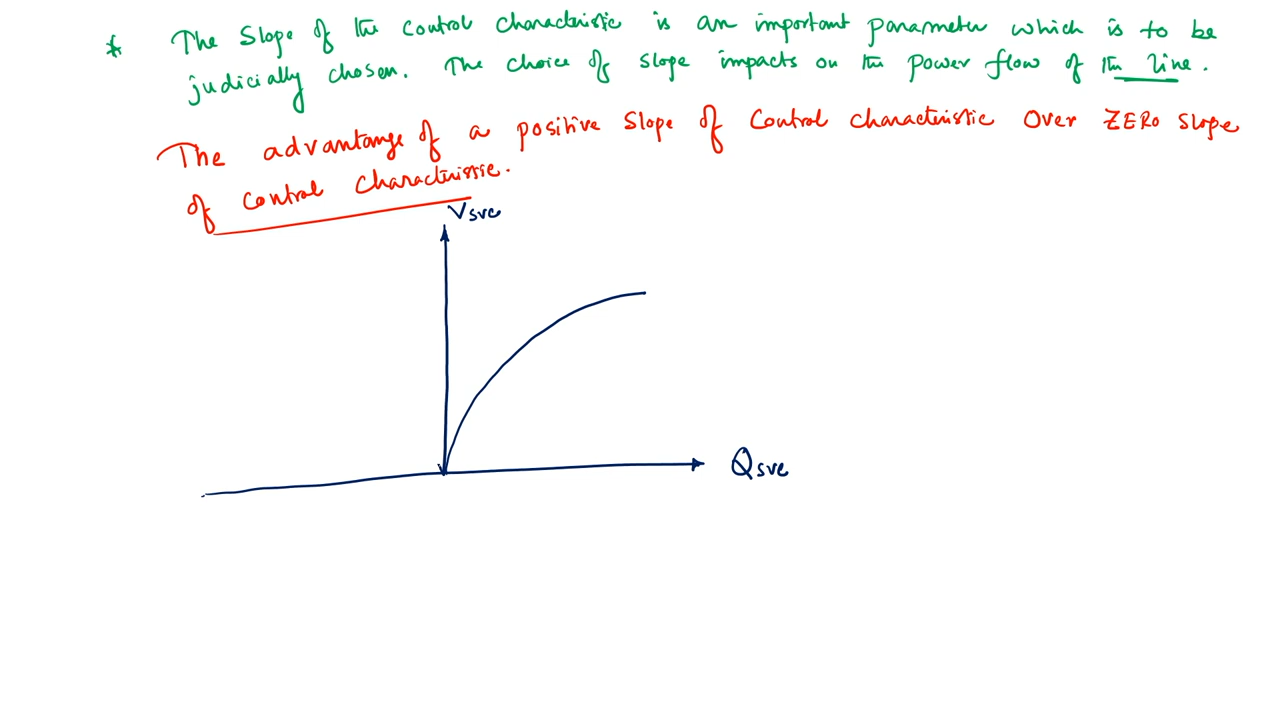 * The Slope of the control characteristic is an important parameter which is to be
judicially chosen. The choice of slope impacts on the power flow of the line.
The advantange of a positive slope of control characteristic over ZERO slope
of control characteristic.
Vsvc
Qsvc